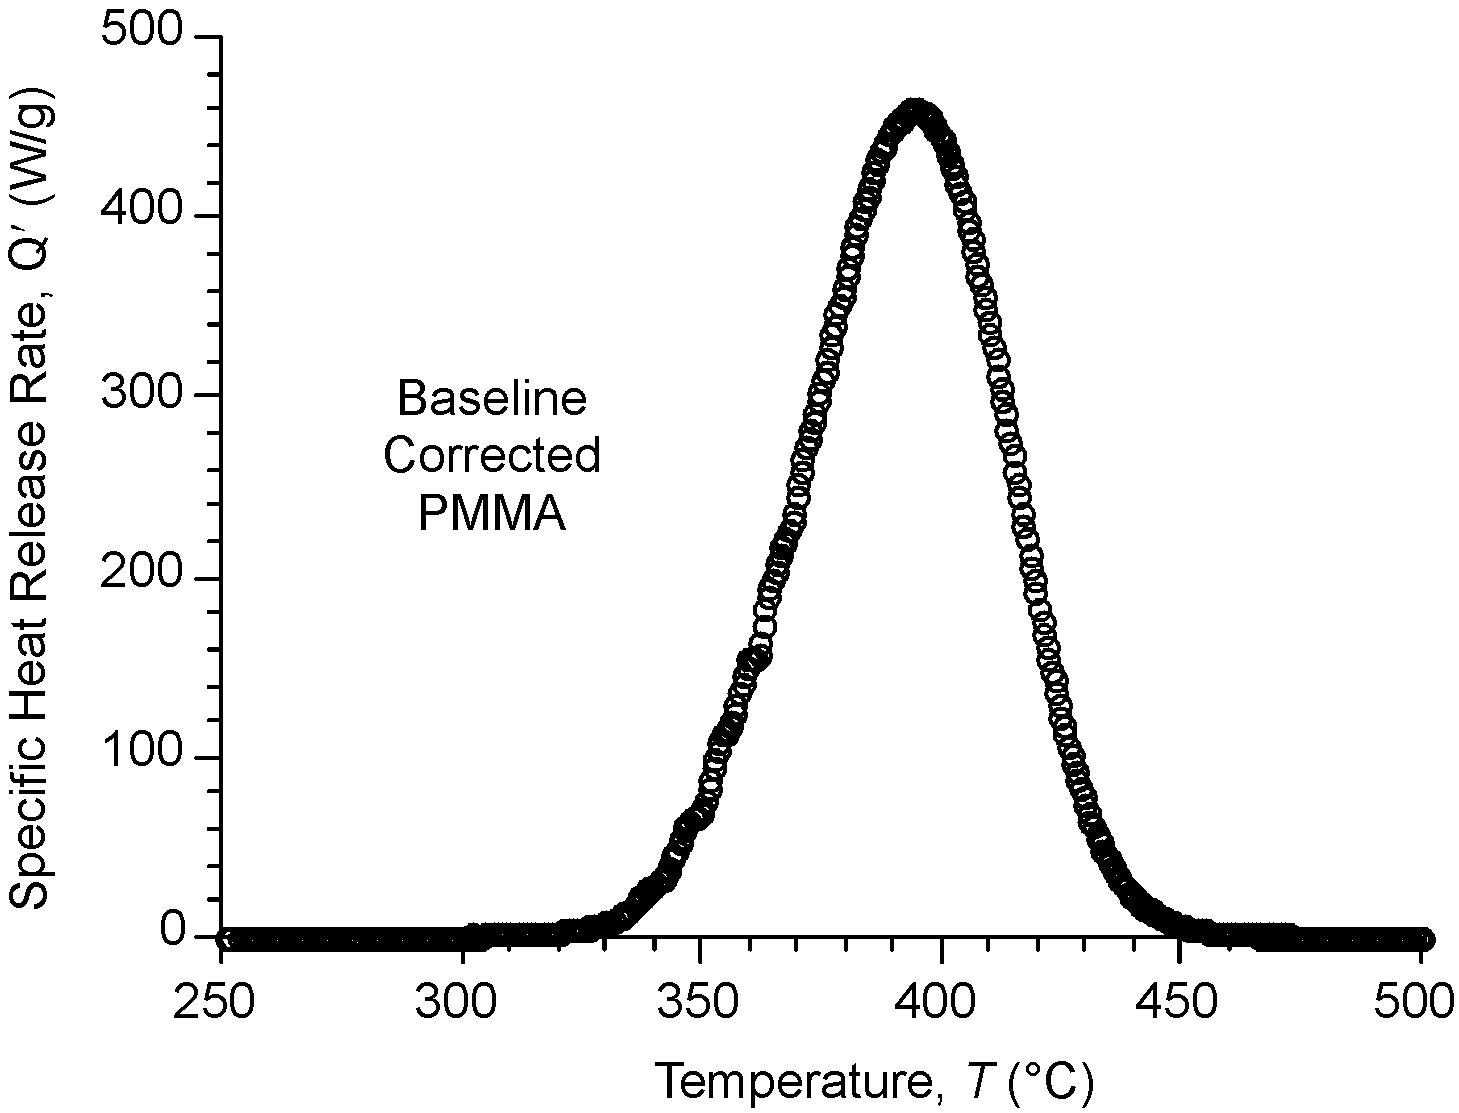 500
400
300
200
100
0
Specific Heat Release Rate, Q′ (W/g)
Baseline
Corrected
PMMA
250 300 350 400 450 500
Temperature, T (°C)